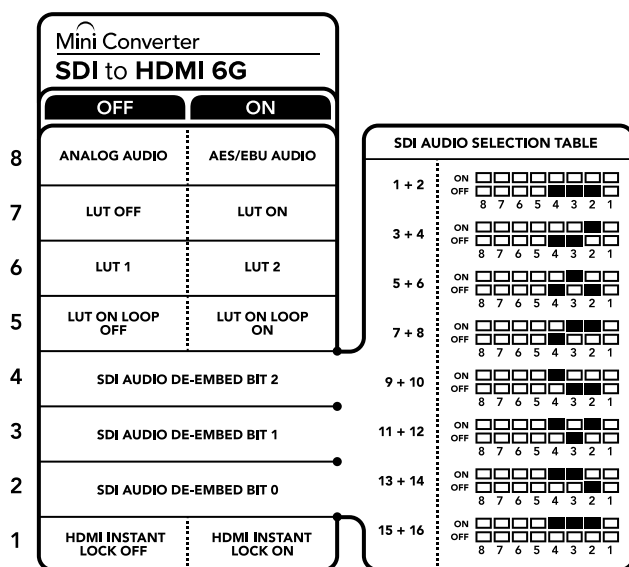 Mini Converter
SDI to HDMI 6G
OFF ON
8 ANALOG AUDIO AES/EBU AUDIO
7 LUT OFF LUT ON
6 LUT 1 LUT 2
5 LUT ON LOOP OFF LUT ON LOOP ON
4 SDI AUDIO DE-EMBED BIT 2
3 SDI AUDIO DE-EMBED BIT 1
2 SDI AUDIO DE-EMBED BIT 0
1 HDMI INSTANT LOCK OFF HDMI INSTANT LOCK ON
SDI AUDIO SELECTION TABLE
1 + 2 ON
OFF
8 7 6 5 4 3 2 1
3 + 4 ON
OFF
8 7 6 5 4 3 2 1
5 + 6 ON
OFF
8 7 6 5 4 3 2 1
7 + 8 ON
OFF
8 7 6 5 4 3 2 1
9 + 10 ON
OFF
8 7 6 5 4 3 2 1
11 + 12 ON
OFF
8 7 6 5 4 3 2 1
13 + 14 ON
OFF
8 7 6 5 4 3 2 1
15 + 16 ON
OFF
8 7 6 5 4 3 2 1